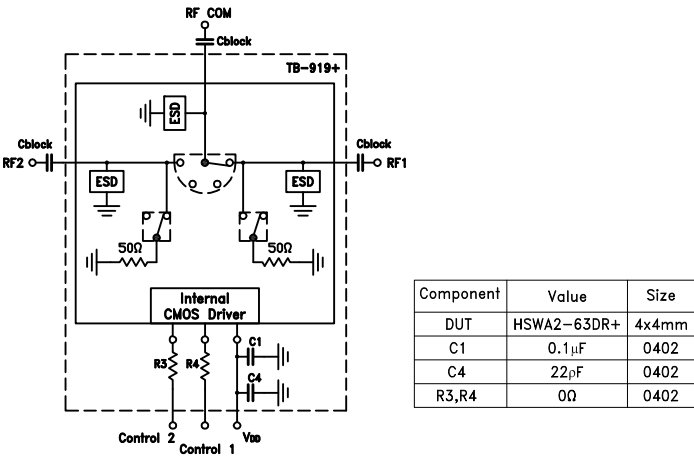 RF COM
Cblock
TB-919+
ESD
Cblock
RF2
Cblock
RF1
ESD
ESD
50Ω
50Ω
Internal
CMOS Driver
R3
R4
C1
C4
Control 2
Control 1
VDD
Component Value Size
DUT HSWA2-63DR+ 4x4mm
C1 0.1µF 0402
C4 22pF 0402
R3,R4 0Ω 0402